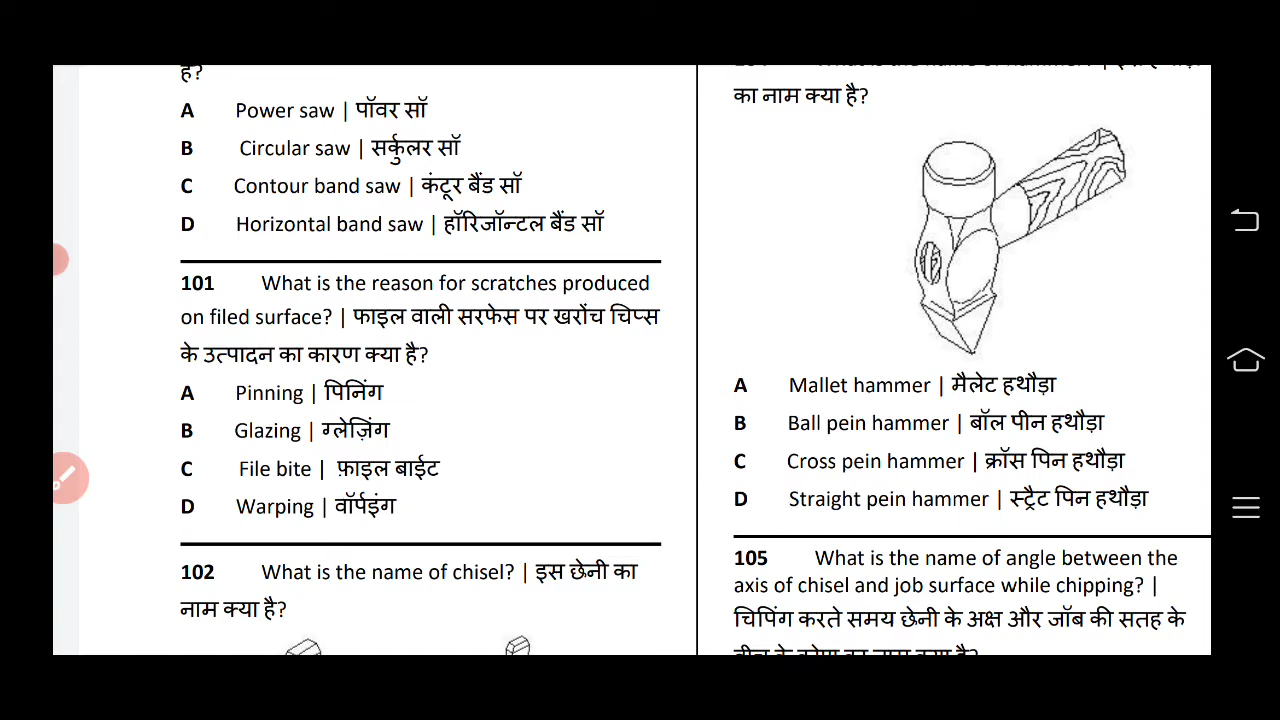 है?
A Power saw | पॉवर सॉ
B Circular saw | सर्कुलर सॉ
C Contour band saw | कंटूर बैंड सॉ
D Horizontal band saw | हॉरिजॉन्टल बैंड सॉ
101 What is the reason for scratches produced
on filed surface? | फाइल वाली सरफेस पर खरोंच चिप्स
के उत्पादन का कारण क्या है?
A Pinning | पिनिंग
B Glazing | ग्लेज़िंग
C File bite | फ़ाइल बाईट
D Warping | वॉर्पइंग
102 What is the name of chisel? | इस छेनी का
नाम क्या है?
का नाम क्या है?
A Mallet hammer | मैलेट हथौड़ा
B Ball pein hammer | बॉल पीन हथौड़ा
C Cross pein hammer | क्रॉस पिन हथौड़ा
D Straight pein hammer | स्ट्रैट पिन हथौड़ा
105 What is the name of angle between the
axis of chisel and job surface while chipping? |
चिपिंग करते समय छेनी के अक्ष और जॉब की सतह के